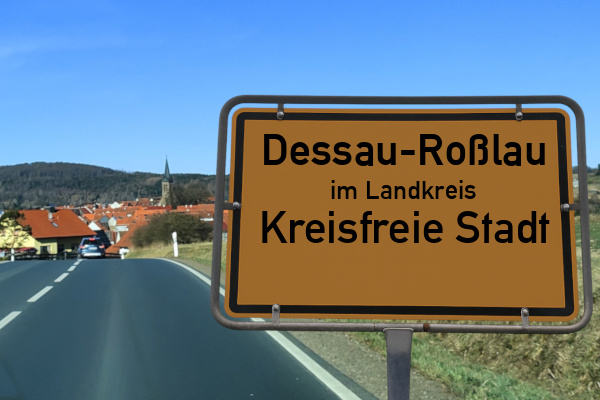 Dessau-Roßlau
im Landkreis
Kreisfreie Stadt